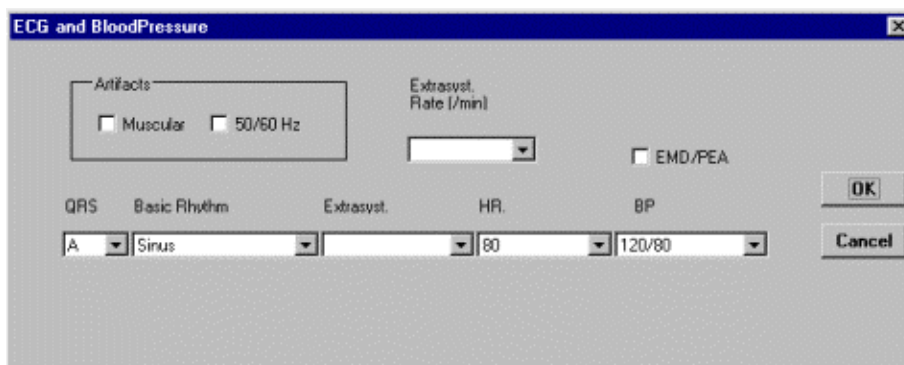 ECG and BloodPressure
Artifacts
Muscular
50/60 Hz
Extrasyst.
Rate (/min)
EMD/PEA
OK
QRS
Basic Rhythm
Extrasyst.
HR.
BP
A
Sinus
80
120/80
Cancel